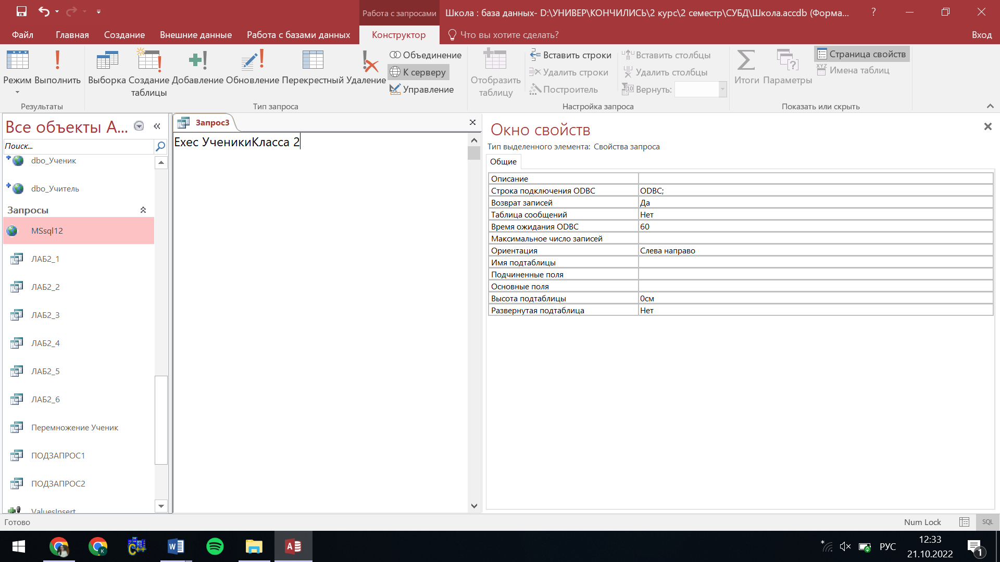 Работа с запросами
Школа : база данных- D:\УНИВЕР\КОНЧИЛИСЬ\2 курс\2 семестр\СУБД\Школа.accdb (Форма...
?
Файл
Главная
Создание
Внешние данные
Работа с базами данных
Конструктор
Что вы хотите сделать?
Вход
Режим
Выполнить
Выборка
Создание таблицы
Добавление
Обновление
Перекрестный
Удаление
Объединение
К серверу
Управление
Отобразить таблицу
Вставить строки
Удалить строки
Построитель
Вставить столбцы
Удалить столбцы
Вернуть:
Итоги
Параметры
Страница свойств
XYZ Имена таблиц
Результаты
Тип запроса
Настройка запроса
Показать или скрыть
Все объекты A...
Поиск...
dbo_Ученик
dbo_Учитель
Запросы
MSsql12
ЛАБ2_1
ЛАБ2_2
ЛАБ2_3
ЛАБ2_4
ЛАБ2_5
ЛАБ2_6
Перемножение Ученик
ПОДЗАПРОС1
ПОДЗАПРОС2
ValuesInsert
Запрос3
Exec УченикиКласса 2
Окно свойств
Тип выделенного элемента: Свойства запроса
Общие
Описание
Строка подключения ODBC ODBC;
Возврат записей Да
Таблица сообщений Нет
Время ожидания ODBC 60
Максимальное число записей
Ориентация Слева направо
Имя подтаблицы
Подчиненные поля
Основные поля
Высота подтаблицы 0см
Развернутая подтаблица Нет
Готово
Num Lock
SQL
РУС
12:33
21.10.2022
1